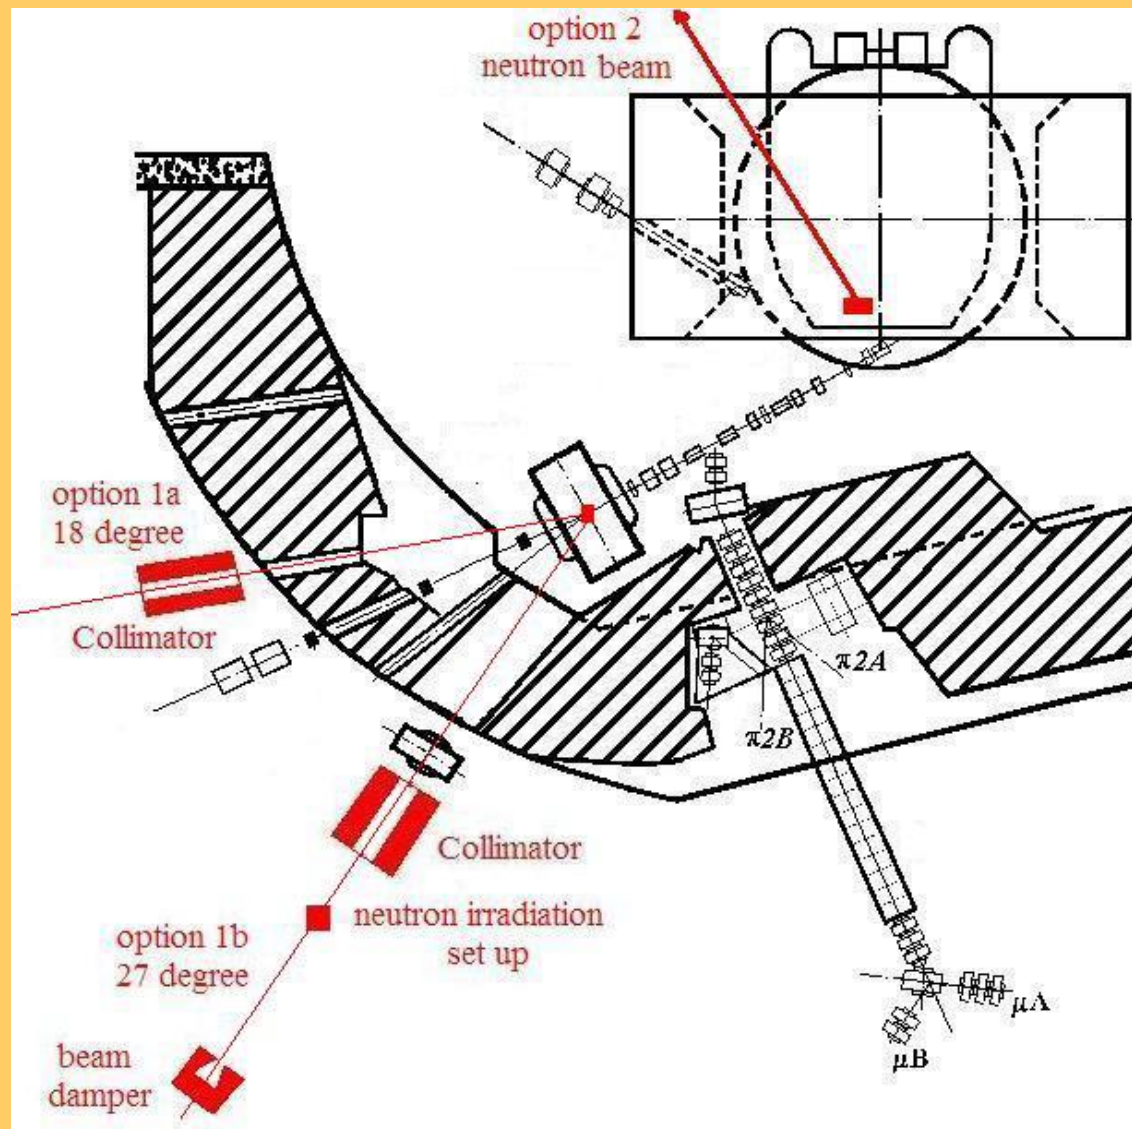 option 2
neutron beam
option 1a
18 degree
Collimator
π2A
π2B
Collimator
neutron irradiation
set up
option 1b
27 degree
μA
μB
beam
damper